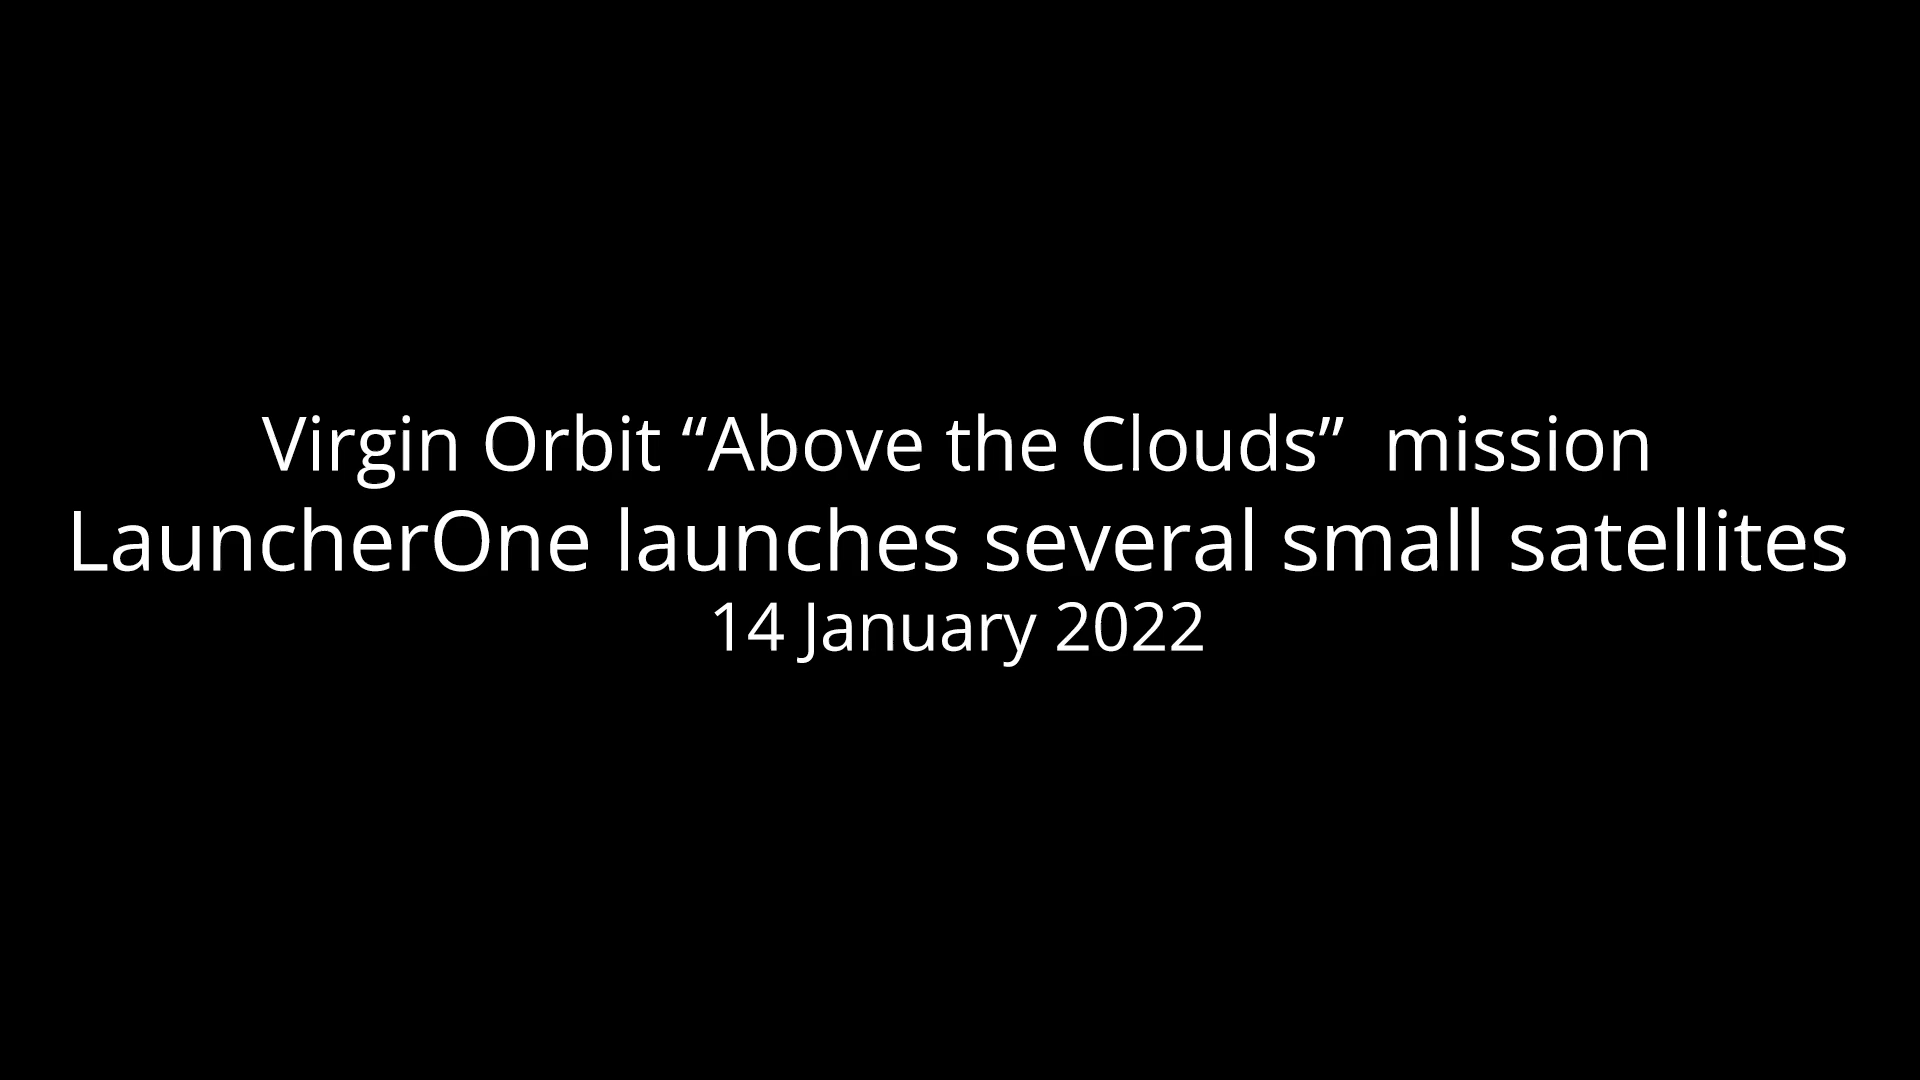 Virgin Orbit “Above the Clouds”  mission
LauncherOne launches several small satellites
14 January 2022